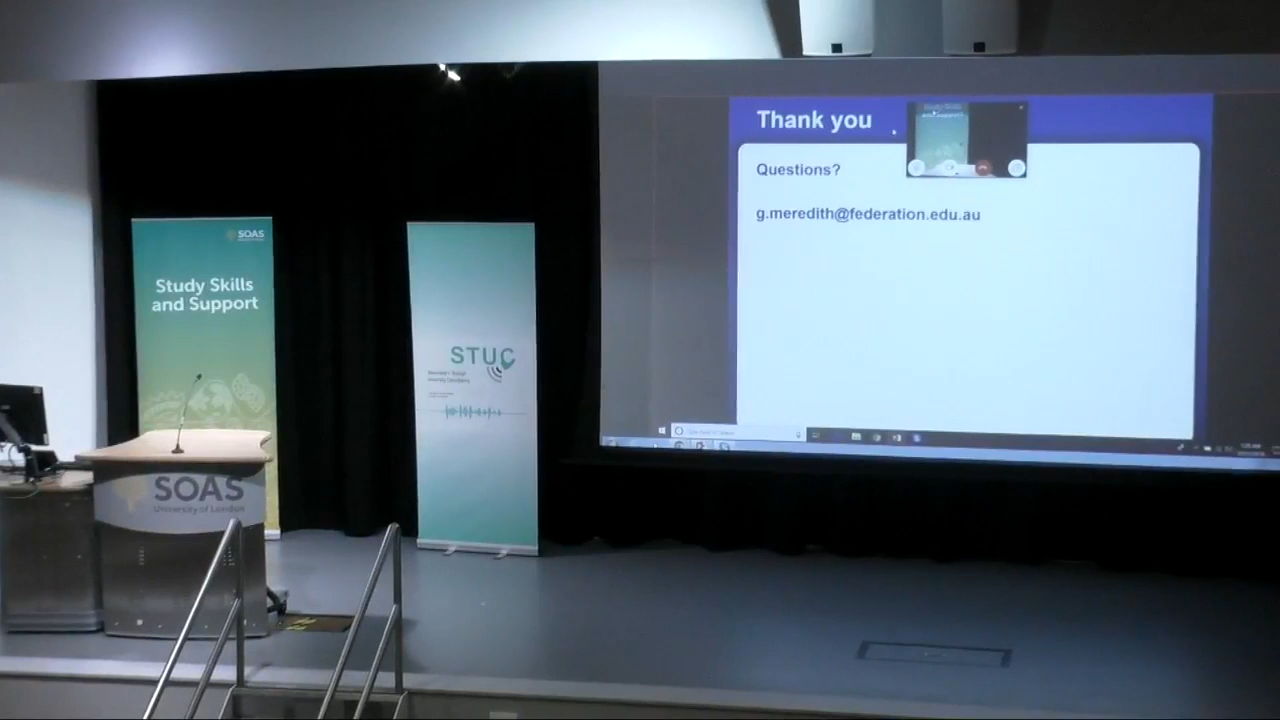 Thank you
Questions?
g.meredith@federation.edu.au
SOAS
Study Skills
and Support
STUC
SOAS
University of London